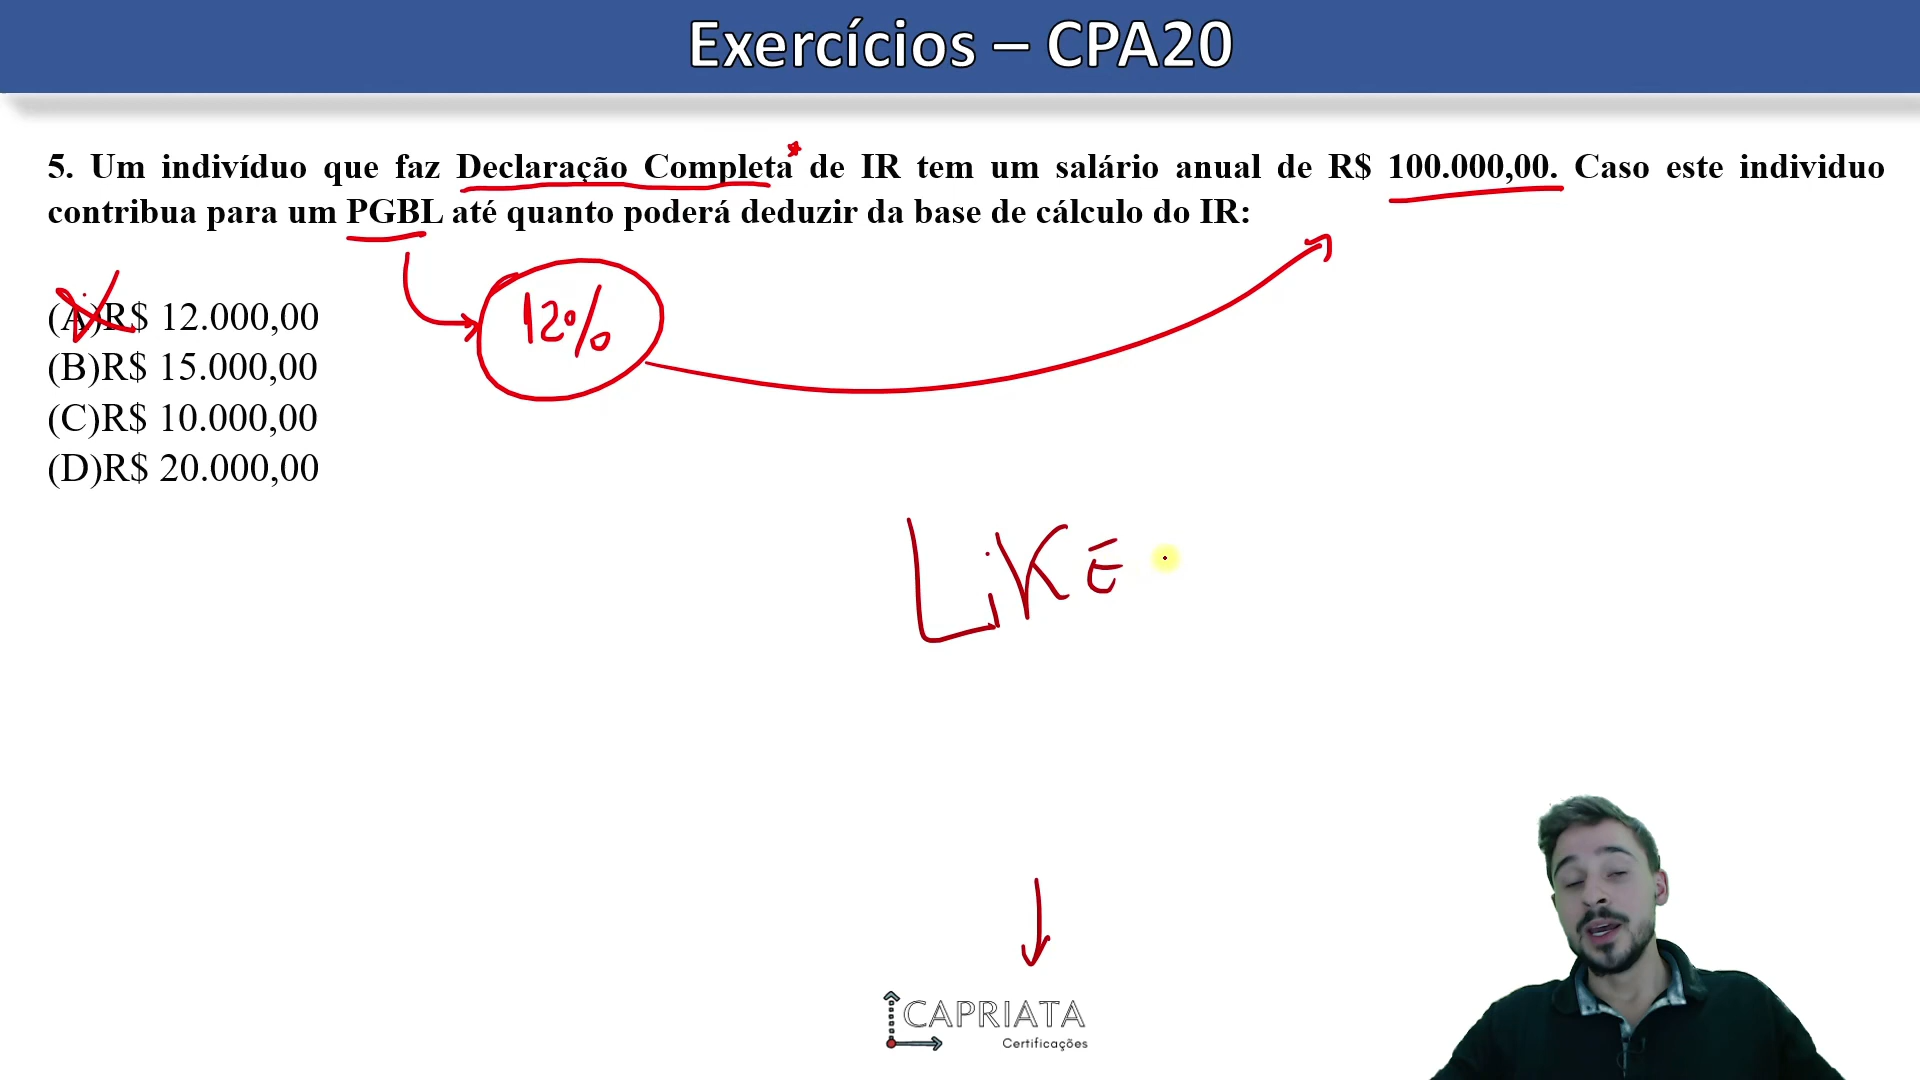 Exercícios – CPA20
5. Um indivíduo que faz Declaração Completa* de IR tem um salário anual de R$ 100.000,00. Caso este individuo
contribua para um PGBL até quanto poderá deduzir da base de cálculo do IR:
(A)R$ 12.000,00
12%
(B)R$ 15.000,00
(C)R$ 10.000,00
(D)R$ 20.000,00
LiKE
CAPRIATA
Certificações